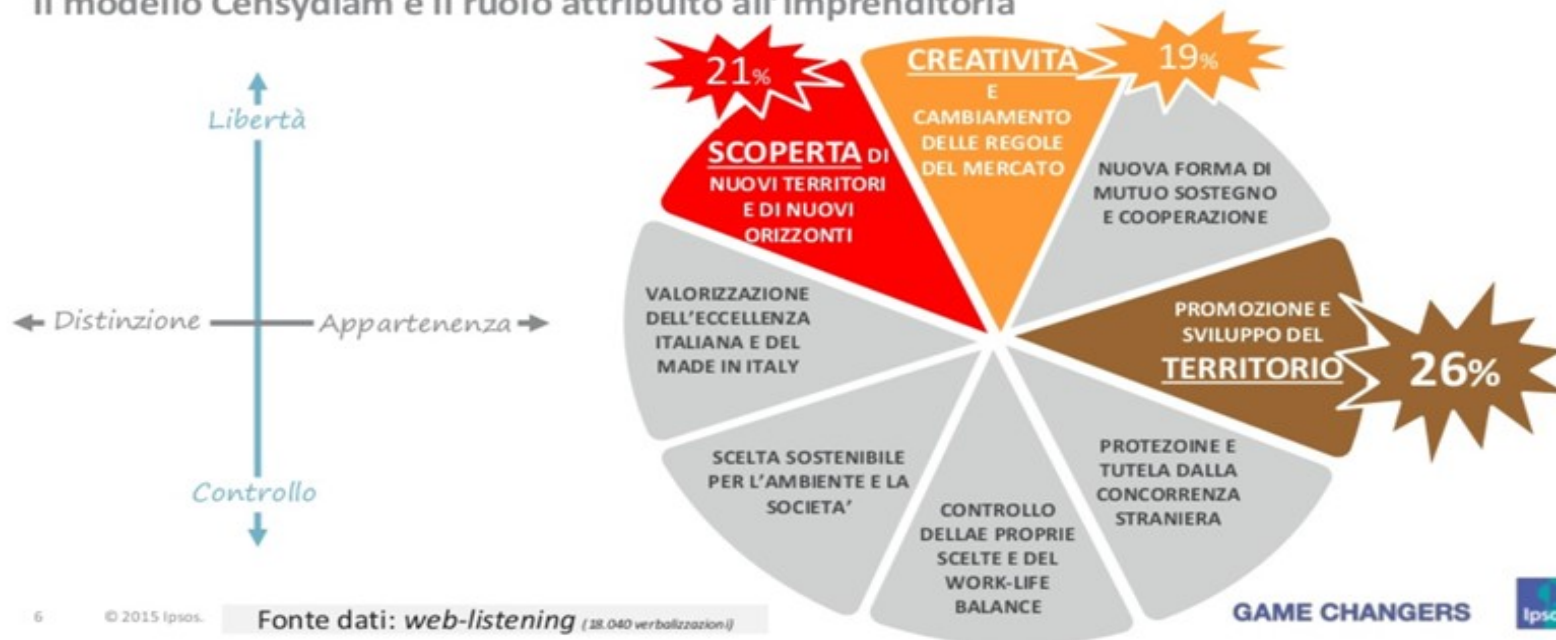 Il modello Censydiam e il ruolo attribuito all'imprenditoria
Libertà
Distinzione
Appartenenza
Controllo
21%
SCOPERTA DI
NUOVI TERRITORI
E DI NUOVI
ORIZZONTI
CREATIVITÀ
E
CAMBIAMENTO
DELLE REGOLE
DEL MERCATO
19%
NUOVA FORMA DI
MUTUO SOSTEGNO
E COOPERAZIONE
VALORIZZAZIONE
DELL'ECCELLENZA
ITALIANA E DEL
MADE IN ITALY
PROMOZIONE E
SVILUPPO DEL
TERRITORIO
26%
SCELTA SOSTENIBILE
PER L'AMBIENTE E LA
SOCIETA'
CONTROLLO
DELLAE PROPRIE
SCELTE E DEL
WORK-LIFE
BALANCE
PROTEZOINE E
TUTELA DALLA
CONCORRENZA
STRANIERA
6
© 2015 Ipsos.
Fonte dati: web-listening (18.040 verbalizzazioni)
GAME CHANGERS
Ipso